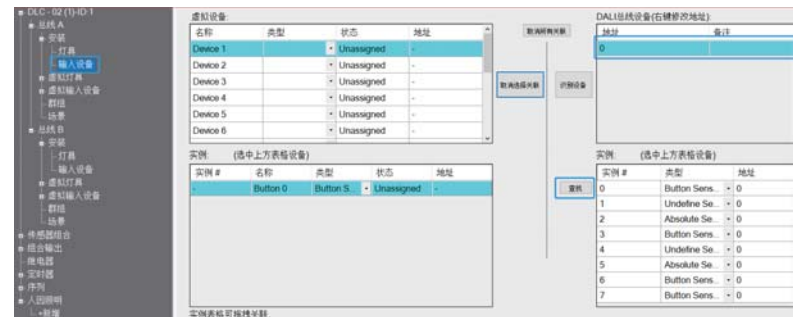 DLC - 02 (1)-ID 1
总线 A
安装
灯具
输入设备
虚拟灯具
虚拟输入设备
群组
场景
总线 B
安装
灯具
输入设备
虚拟灯具
虚拟输入设备
群组
场景
传感器组合
组合输出
继电器
定时器
序列
人因照明
+新增
虚拟设备:
名称 类型 状态 地址
Device 1 Unassigned -
Device 2 Unassigned -
Device 3 Unassigned -
Device 4 Unassigned -
Device 5 Unassigned -
Device 6 Unassigned -
实例: (选中上方表格设备)
实例 # 名称 类型 状态 地址
- Button 0 Button S... Unassigned -
实例表格可拖拽关联
取消所有关联
取消选择关联
识别设备
查找
DALI总线设备(右键修改地址):
地址 备注
0
实例: (选中上方表格设备)
实例 # 类型 地址
0 Button Sens... 0
1 Undefine Se... 0
2 Absolute Se... 0
3 Button Sens... 0
4 Undefine Se... 0
5 Absolute Se... 0
6 Button Sens... 0
7 Button Sens... 0